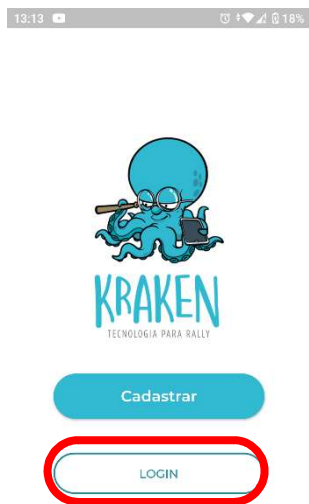 13:13 18%
KRAKEN
TECNOLOGIA PARA RALLY
Cadastrar
LOGIN